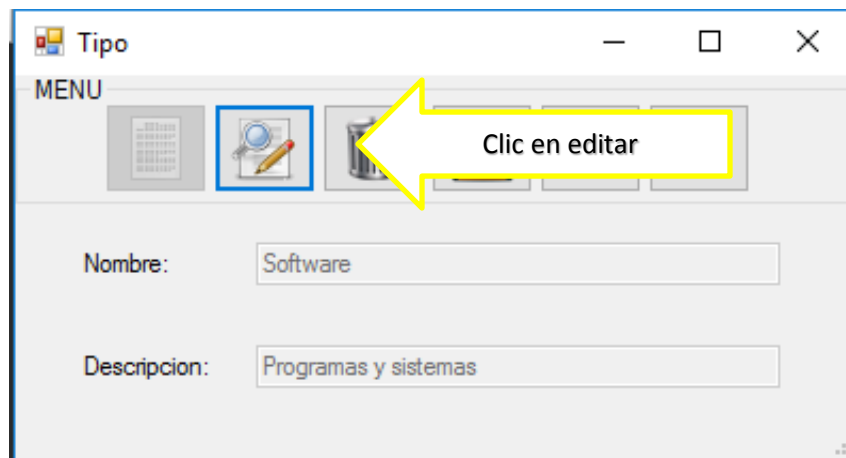 Tipo
MENU
Clic en editar
Nombre:
Software
Descripcion:
Programas y sistemas